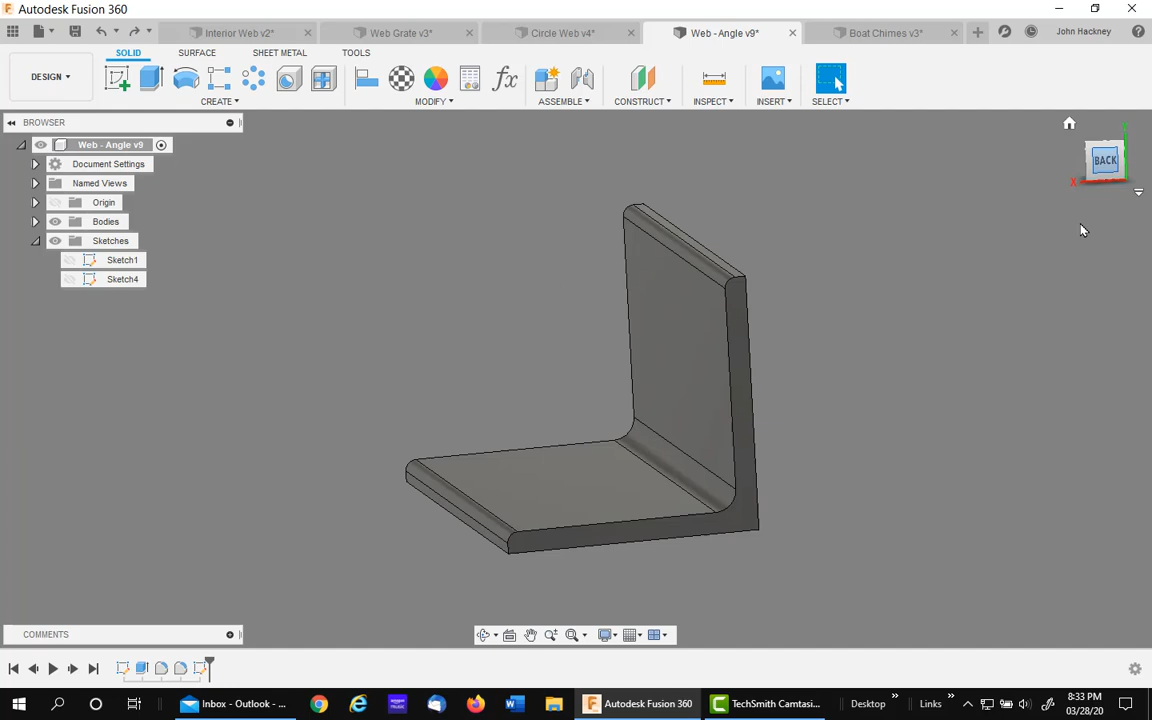 Autodesk Fusion 360
Interior Web v2*
Web Grate v3*
Circle Web v4*
Web - Angle v9*
Boat Chimes v3*
John Hackney
SOLID
SURFACE
SHEET METAL
TOOLS
DESIGN
CREATE
MODIFY
ASSEMBLE
CONSTRUCT
INSPECT
INSERT
SELECT
BROWSER
Web - Angle v9
Document Settings
Named Views
Origin
Bodies
Sketches
Sketch1
Sketch4
BACK
X
COMMENTS
Inbox - Outlook - ...
Autodesk Fusion 360
TechSmith Camtasi...
Desktop
Links
8:33 PM
03/28/20